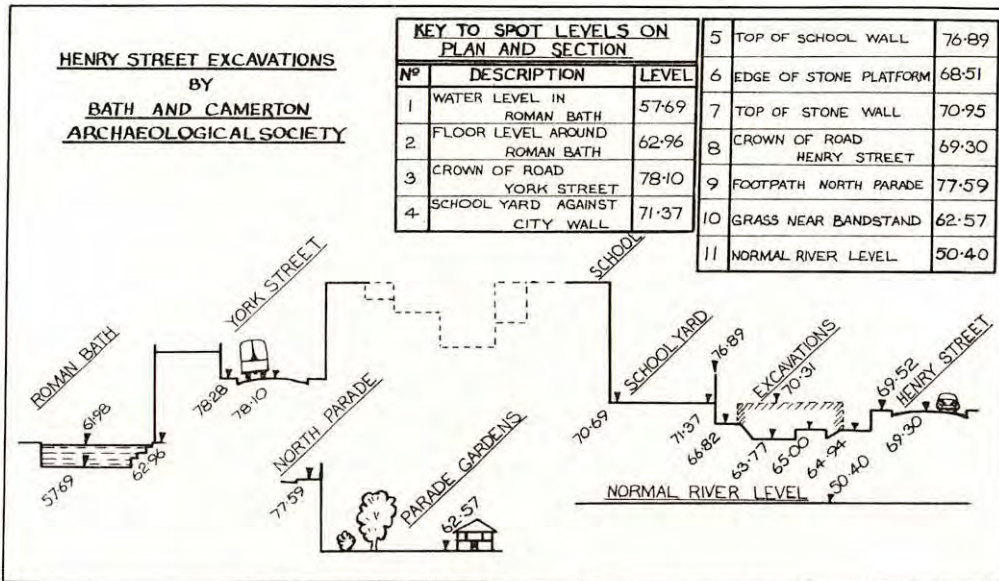 HENRY STREET EXCAVATIONS
BY
BATH AND CAMERTON
ARCHAEOLOGICAL SOCIETY
KEY TO SPOT LEVELS ON
PLAN AND SECTION
Nº DESCRIPTION LEVEL
1 WATER LEVEL IN
ROMAN BATH 57·69
2 FLOOR LEVEL AROUND
ROMAN BATH 62·96
3 CROWN OF ROAD
YORK STREET 78·10
4 SCHOOL YARD AGAINST
CITY WALL 71·37
5 TOP OF SCHOOL WALL 76·89
6 EDGE OF STONE PLATFORM 68·51
7 TOP OF STONE WALL 70·95
8 CROWN OF ROAD
HENRY STREET 69·30
9 FOOTPATH NORTH PARADE 77·59
10 GRASS NEAR BANDSTAND 62·57
11 NORMAL RIVER LEVEL 50·40
ROMAN BATH
61·98
57·69
62·96
YORK STREET
78·28
78·10
NORTH PARADE
77·59
PARADE GARDENS
62·57
SCHOOL
SCHOOL YARD
70·69
71·37
76·89
66·82
EXCAVATIONS
70·31
63·77
65·00
64·94
69·52
HENRY STREET
69·30
NORMAL RIVER LEVEL
50·40